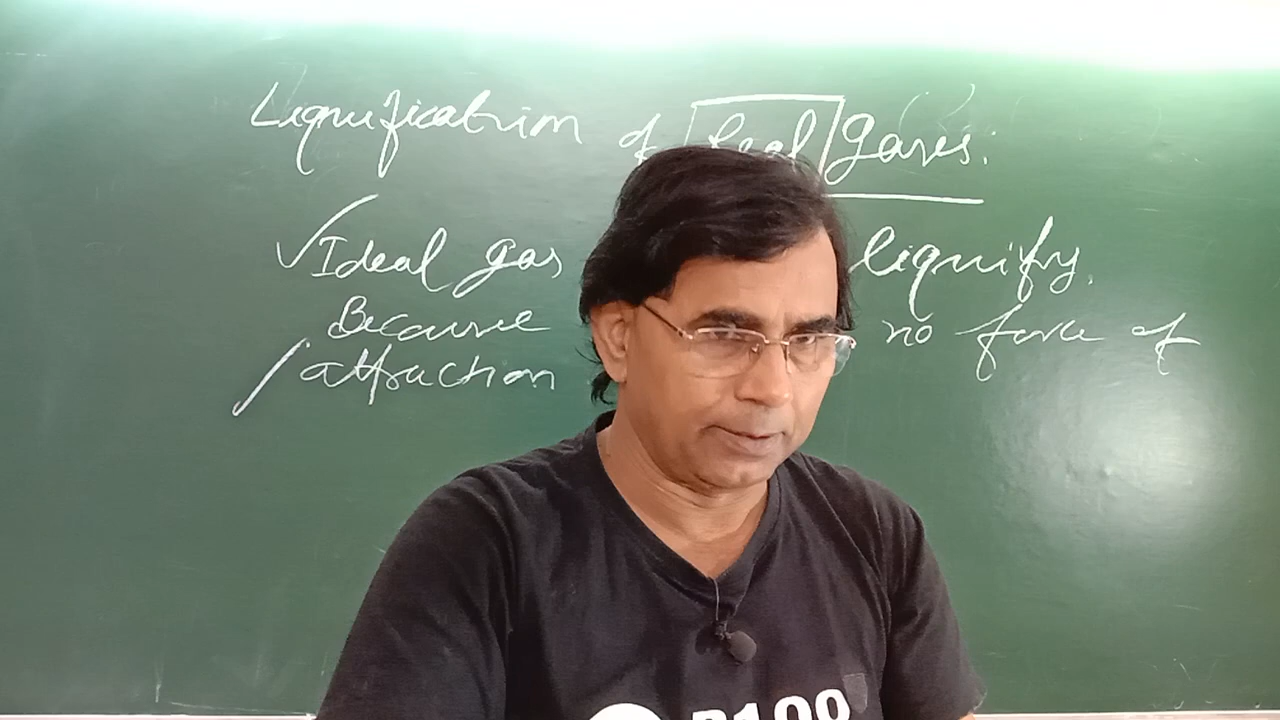 Liquification of Real gases.
Ideal gas liquify.
Because no force of
attraction